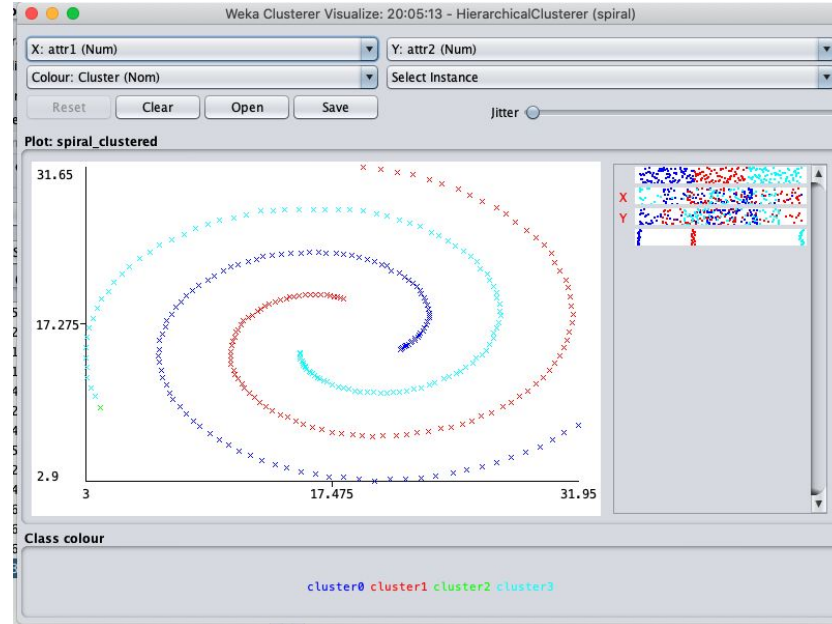 Weka Clusterer Visualize: 20:05:13 - HierarchicalClusterer (spiral)
X: attr1 (Num) Y: attr2 (Num)
Colour: Cluster (Nom) Select Instance
Reset Clear Open Save Jitter
Plot: spiral_clustered
31.65
X
Y
17.275
2.9
3 17.475 31.95
Class colour
cluster0 cluster1 cluster2 cluster3